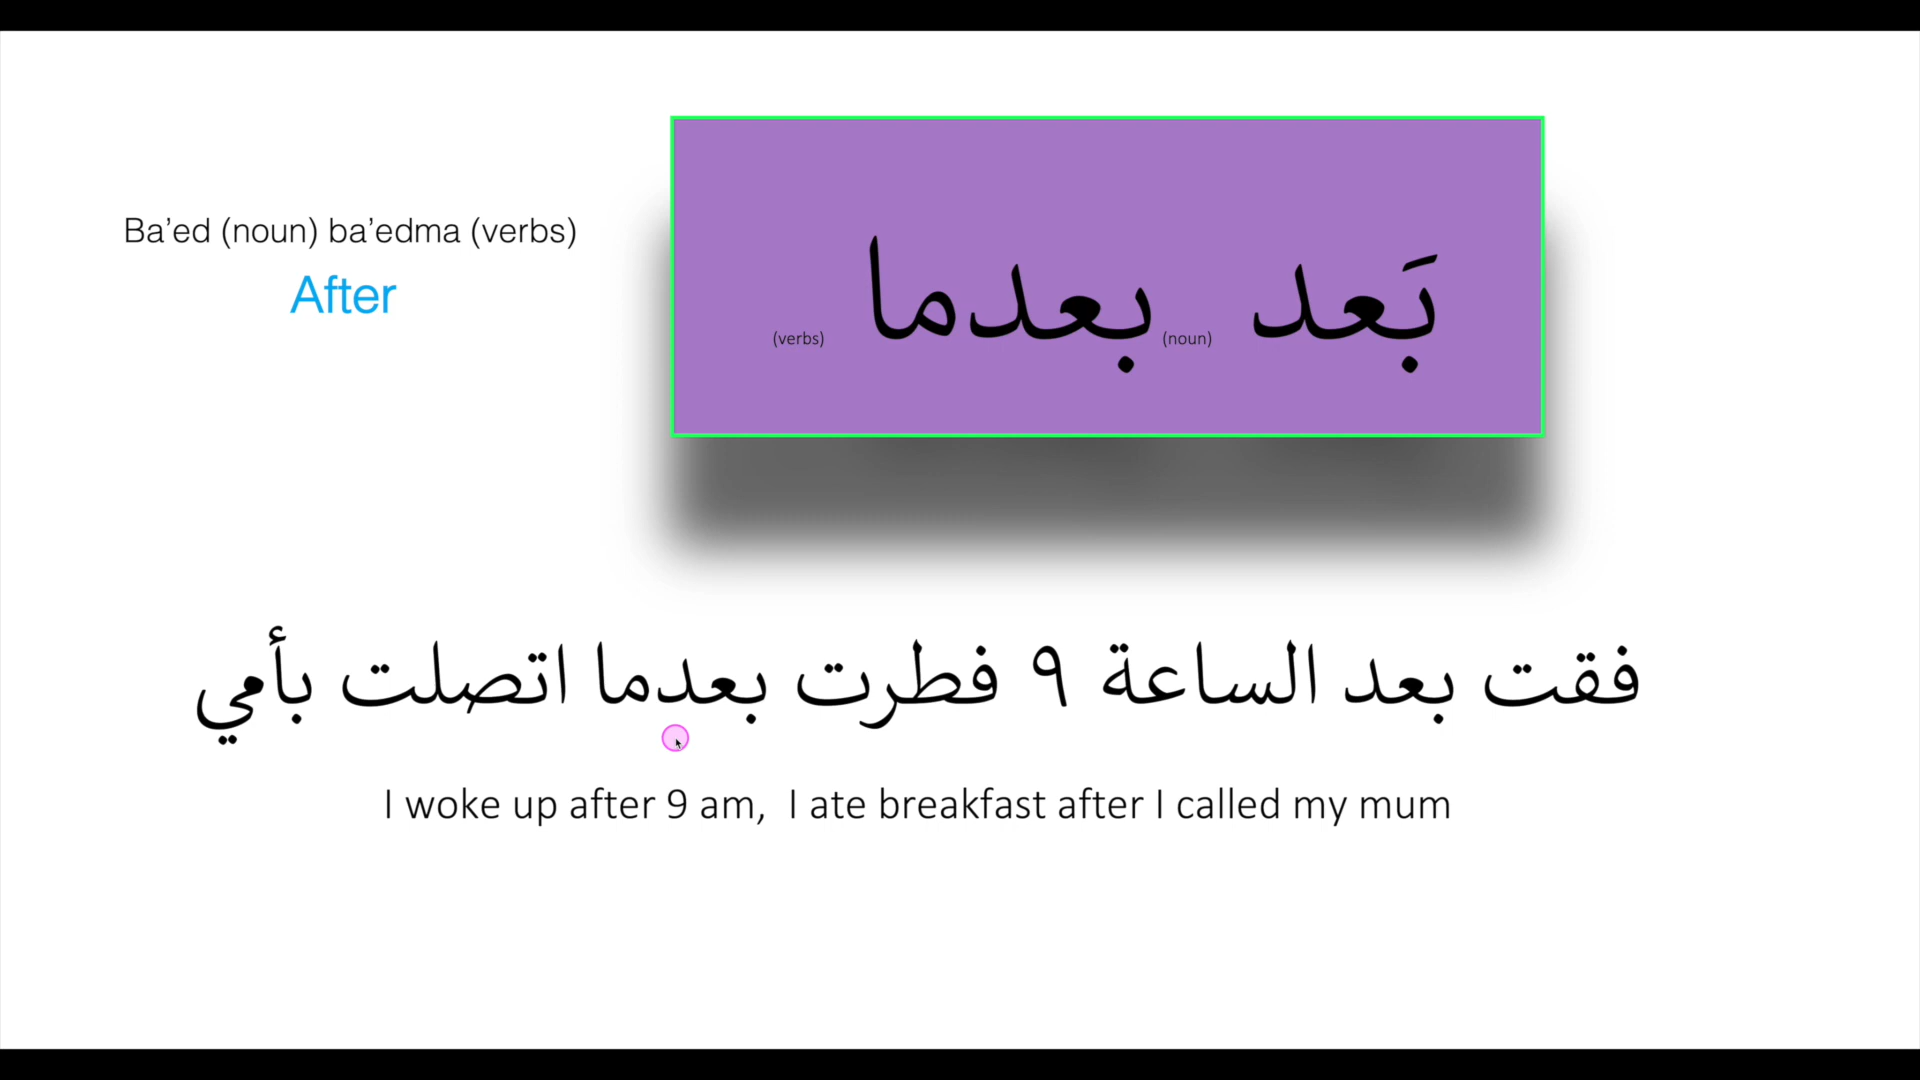 Ba’ed (noun) ba’edma (verbs)
After
بَعد (noun) بعدما (verbs)
فقت بعد الساعة ٩ فطرت بعدما اتصلت بأمي
I woke up after 9 am, I ate breakfast after I called my mum